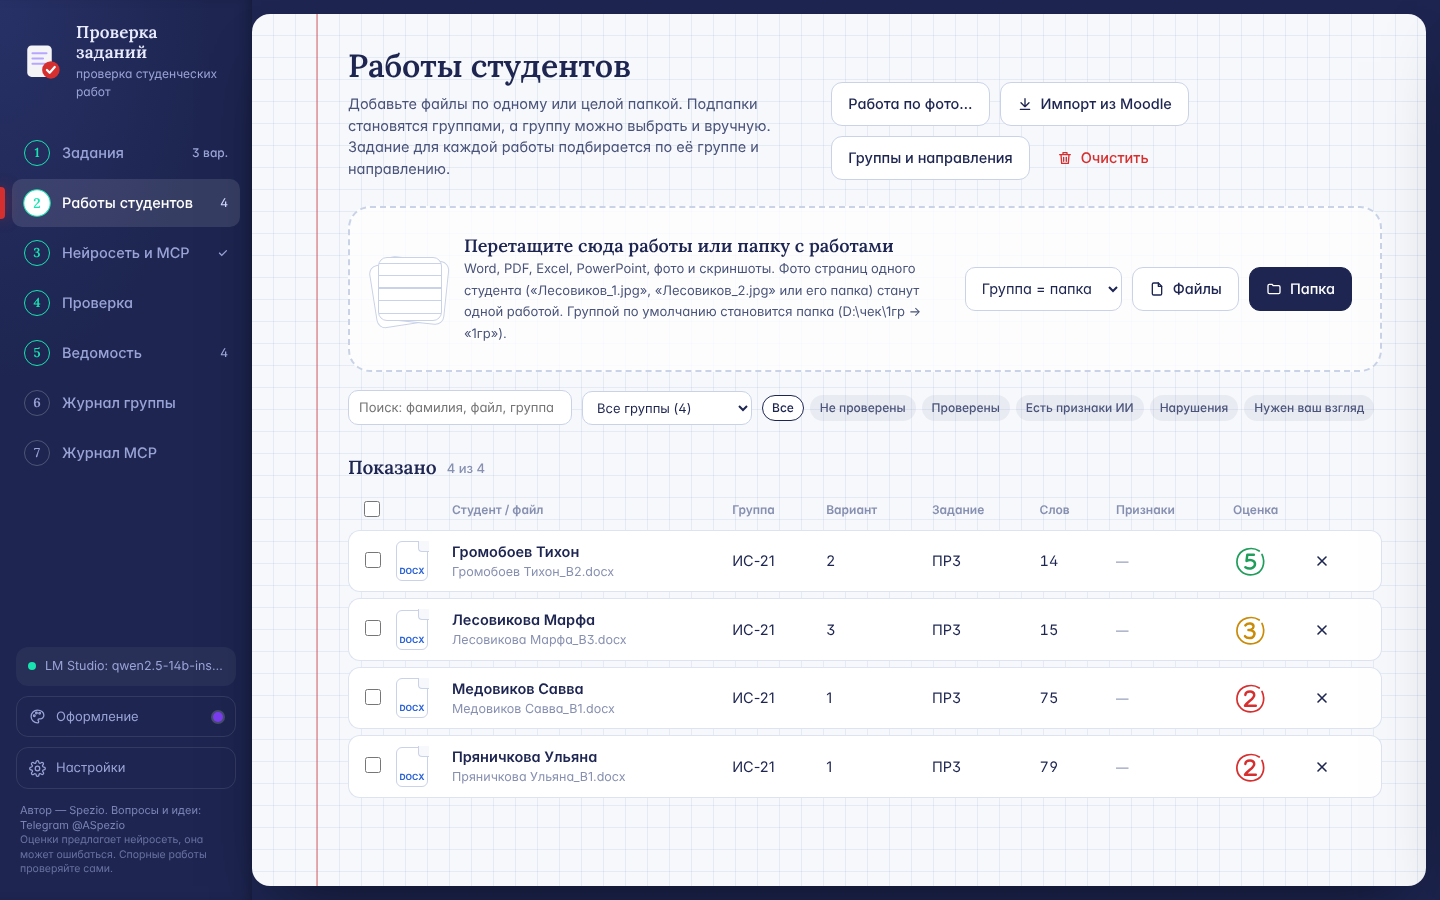 Проверка
заданий
проверка студенческих
работ
1 Задания 3 вар.
2 Работы студентов 4
3 Нейросеть и MCP
4 Проверка
5 Ведомость 4
6 Журнал группы
7 Журнал MCP
LM Studio: qwen2.5-14b-ins...
Оформление
Настройки
Автор — Spezio. Вопросы и идеи:
Telegram @ASpezio
Оценки предлагает нейросеть, она
может ошибаться. Спорные работы
проверяйте сами.
Работы студентов
Добавьте файлы по одному или целой папкой. Подпапки
становятся группами, а группу можно выбрать и вручную.
Задание для каждой работы подбирается по её группе и
направлению.
Работа по фото... Импорт из Moodle
Группы и направления Очистить
Перетащите сюда работы или папку с работами
Word, PDF, Excel, PowerPoint, фото и скриншоты. Фото страниц одного
студента («Лесовиков_1.jpg», «Лесовиков_2.jpg» или его папка) станут
одной работой. Группой по умолчанию становится папка (D:\чек\1гр →
«1гр»).
Группа = папка Файлы Папка
Поиск: фамилия, файл, группа Все группы (4) Все Не проверены Проверены Есть признаки ИИ Нарушения Нужен ваш взгляд
Показано 4 из 4
Студент / файл Группа Вариант Задание Слов Признаки Оценка
DOCX Громобоев Тихон ИС-21 2 ПР3 14 — 5
Громобоев Тихон_В2.docx
DOCX Лесовикова Марфа ИС-21 3 ПР3 15 — 3
Лесовикова Марфа_В3.docx
DOCX Медовиков Савва ИС-21 1 ПР3 75 — 2
Медовиков Савва_В1.docx
DOCX Пряничкова Ульяна ИС-21 1 ПР3 79 — 2
Пряничкова Ульяна_В1.docx